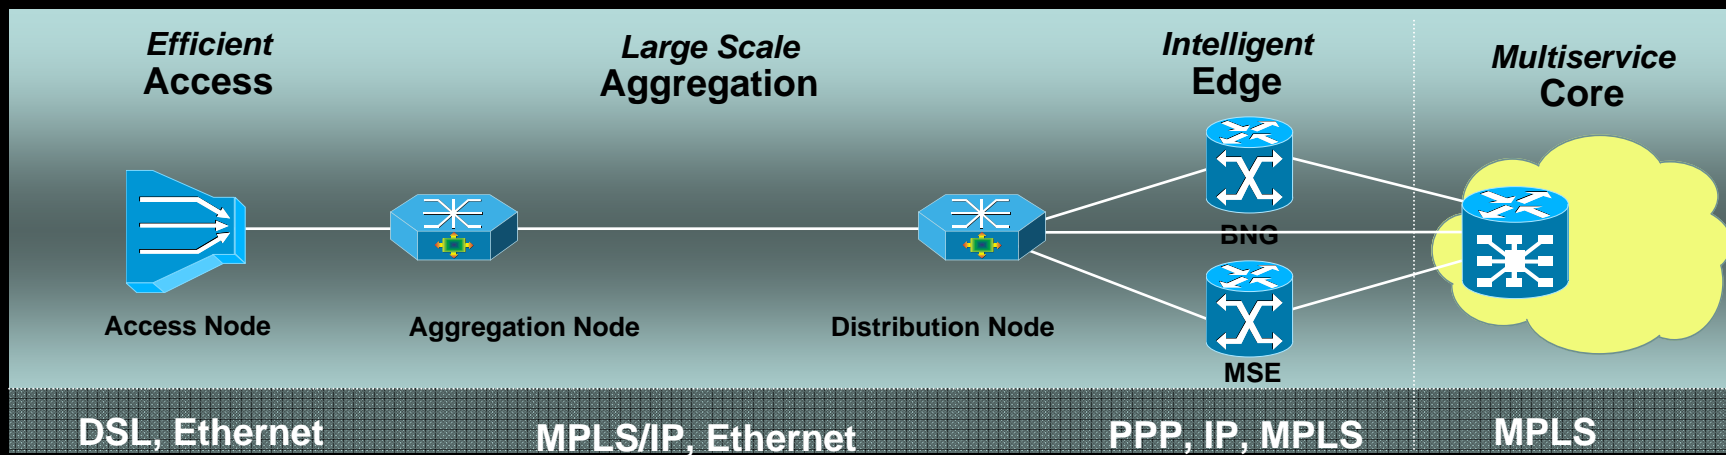 Efficient
Access
Large Scale
Aggregation
Intelligent
Edge
Multiservice
Core
BNG
Access Node
Aggregation Node
Distribution Node
MSE
DSL, Ethernet
MPLS/IP, Ethernet
PPP, IP, MPLS
MPLS